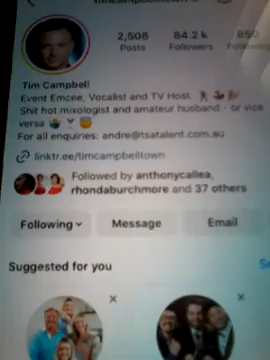 2,508 84.2 k 850
Posts Followers Following
Tim Campbell
Event Emcee, Vocalist and TV Host.
Shit hot mixologist and amateur husband - or vice
versa
For all enquiries: andre@tsatalent.com.au
linktr.ee/timcampbelltown
Followed by anthonycallea,
rhondaburchmore and 37 others
Following Message Email
Suggested for you